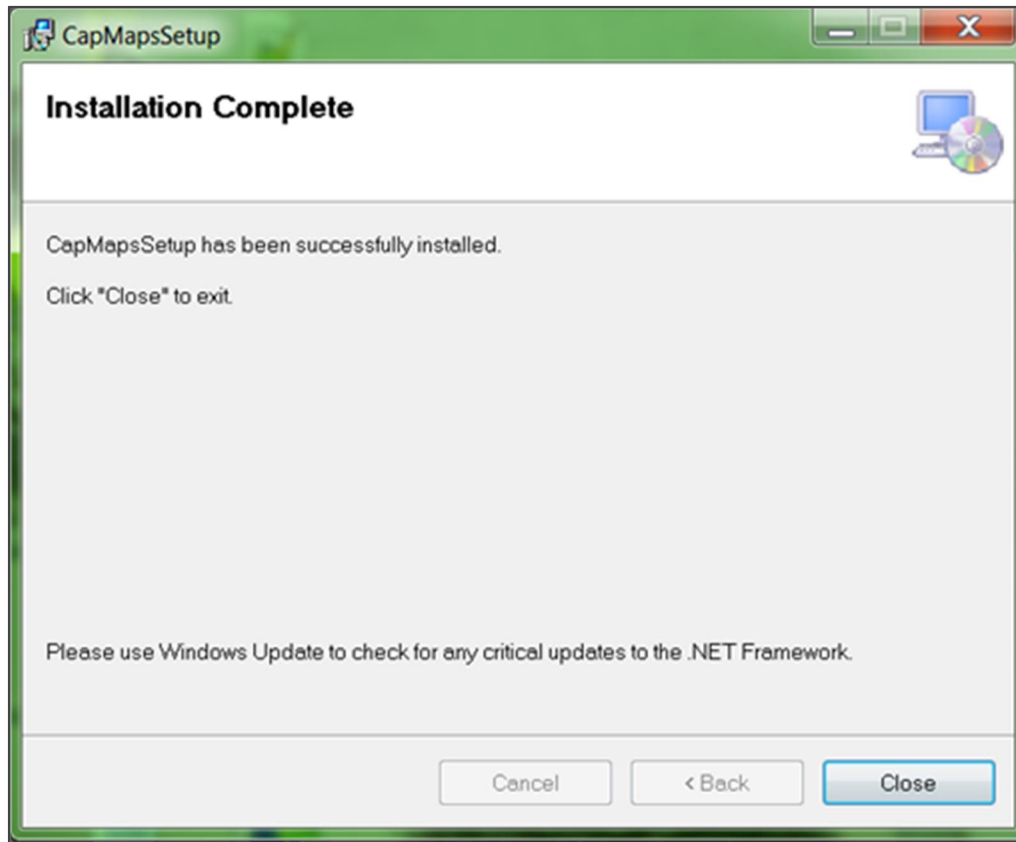 CapMapsSetup
Installation Complete
CapMapsSetup has been successfully installed.
Click "Close" to exit.
Please use Windows Update to check for any critical updates to the .NET Framework.
Cancel
< Back
Close